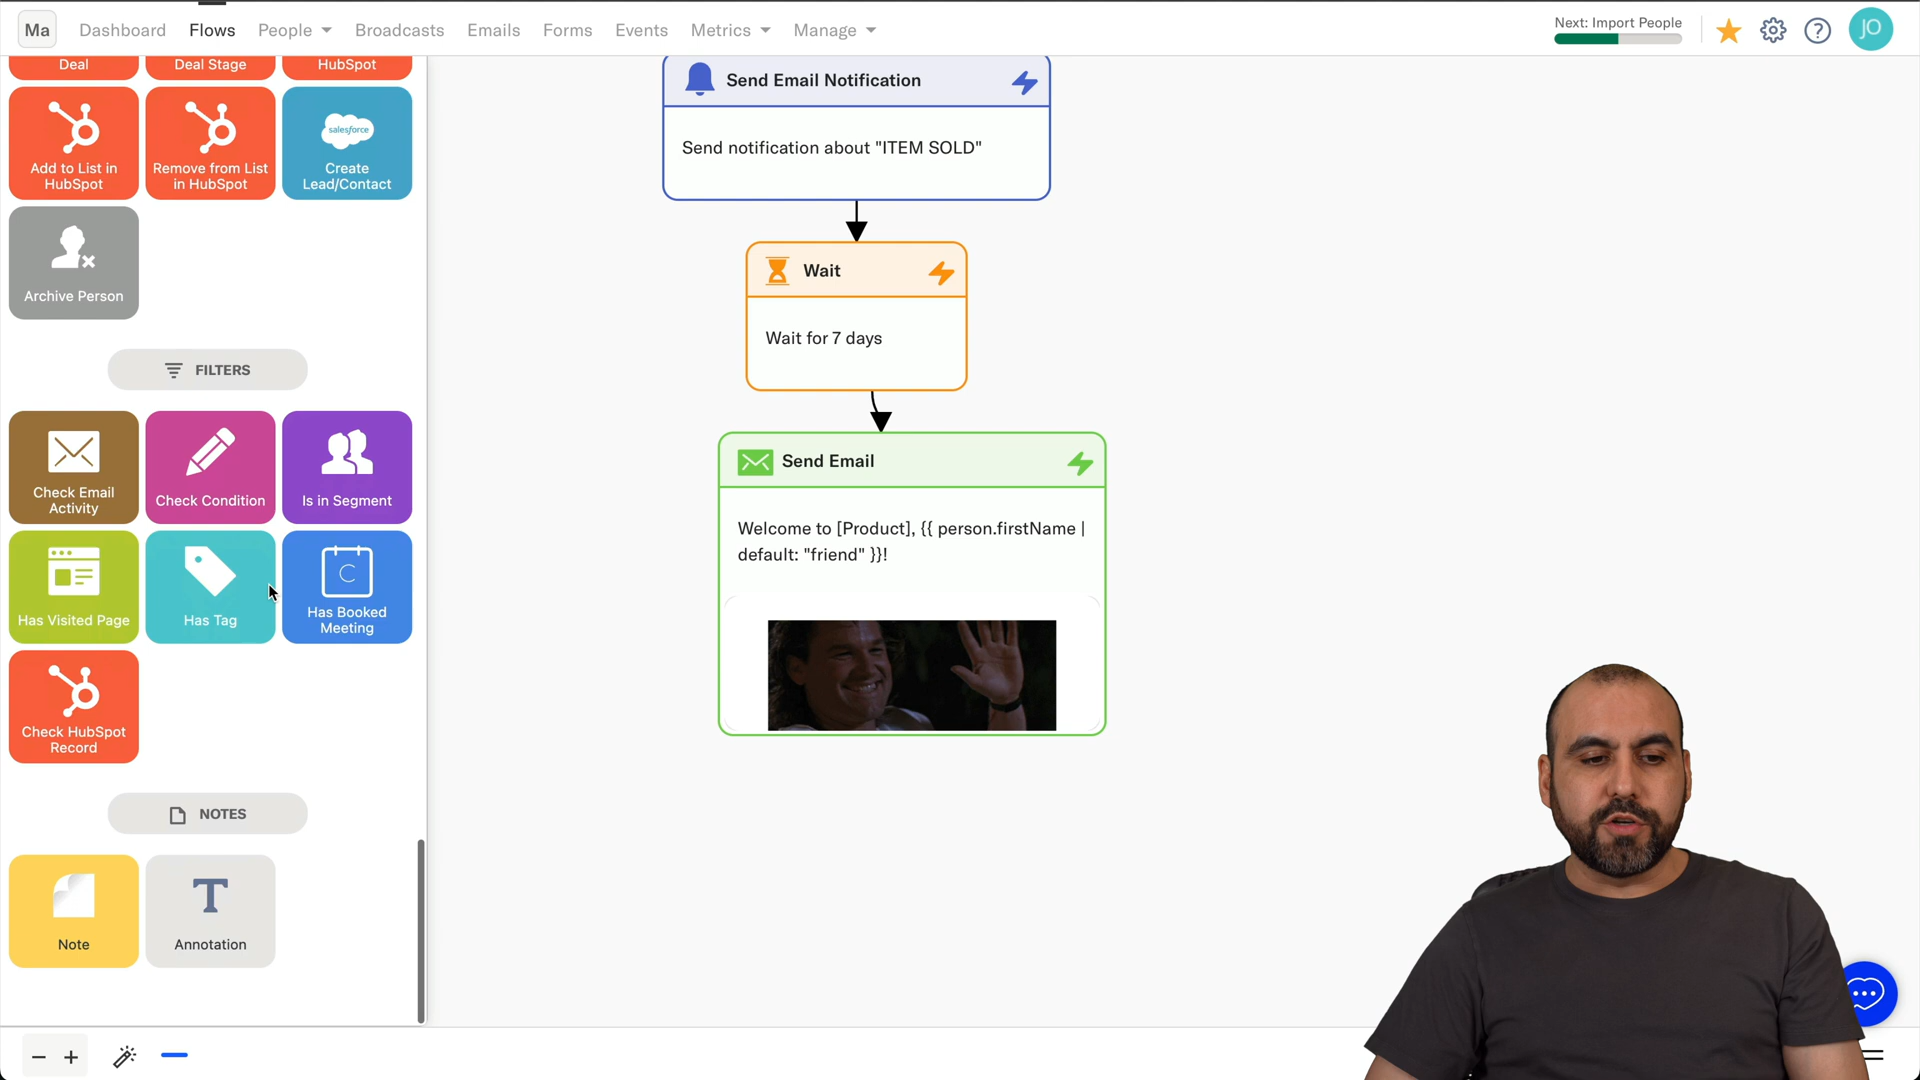 Ma
Dashboard
Flows
People
Broadcasts
Emails
Forms
Events
Metrics
Manage
Next: Import People
JO
Deal
Deal Stage
HubSpot
Add to List in
HubSpot
Remove from List
in HubSpot
salesforce
Create
Lead/Contact
Archive Person
FILTERS
Check Email
Activity
Check Condition
Is in Segment
Has Visited Page
Has Tag
C
Has Booked
Meeting
Check HubSpot
Record
NOTES
Note
T
Annotation
Send Email Notification
Send notification about "ITEM SOLD"
Wait
Wait for 7 days
Send Email
Welcome to [Product], {{ person.firstName |
default: "friend" }}!